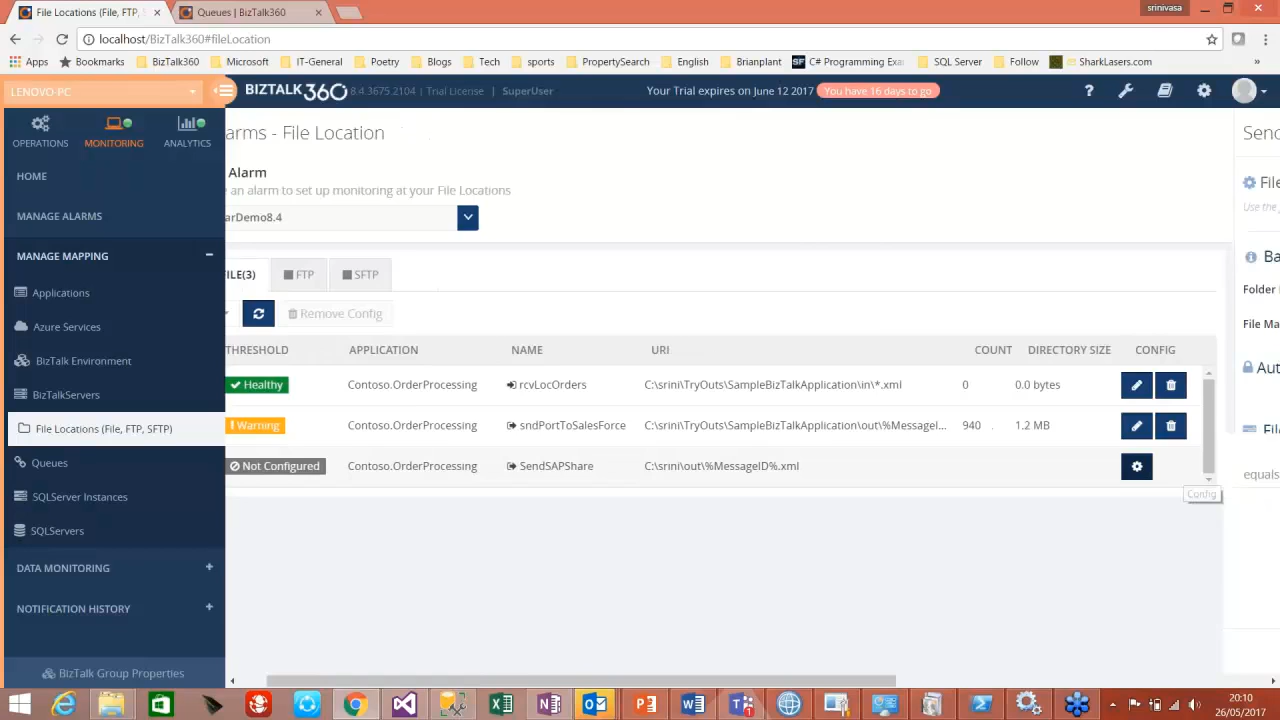 File Locations (File, FTP, S
Queues | BizTalk360
srinivasa
localhost/BizTalk360#fileLocation
Apps
Bookmarks
BizTalk360
Microsoft
IT-General
Poetry
Blogs
Tech
sports
PropertySearch
English
Brianplant
C# Programming Exa
SQL Server
Follow
SharkLasers.com
LENOVO-PC
BIZTALK360 8.4.3675.2104 | Trial License | SuperUser
Your Trial expires on June 12 2017
You have 16 days to go
OPERATIONS
MONITORING
ANALYTICS
HOME
MANAGE ALARMS
MANAGE MAPPING
Applications
Azure Services
BizTalk Environment
BizTalkServers
File Locations (File, FTP, SFTP)
Queues
SQLServer Instances
SQLServers
DATA MONITORING
NOTIFICATION HISTORY
BizTalk Group Properties
arms - File Location
Alarm
e an alarm to set up monitoring at your File Locations
arDemo8.4
ILE(3)
FTP
SFTP
Remove Config
THRESHOLD APPLICATION NAME URI COUNT DIRECTORY SIZE CONFIG
Healthy Contoso.OrderProcessing rcvLocOrders C:\srini\TryOuts\SampleBizTalkApplication\in\*.xml 0 0.0 bytes
Warning Contoso.OrderProcessing sndPortToSalesForce C:\srini\TryOuts\SampleBizTalkApplication\out\%MessageI... 940 1.2 MB
Not Configured Contoso.OrderProcessing SendSAPShare C:\srini\out\%MessageID%.xml
Config
Send
File
Use the
Ba
Folder
File Ma
Aut
File
equals
20:10
26/05/2017